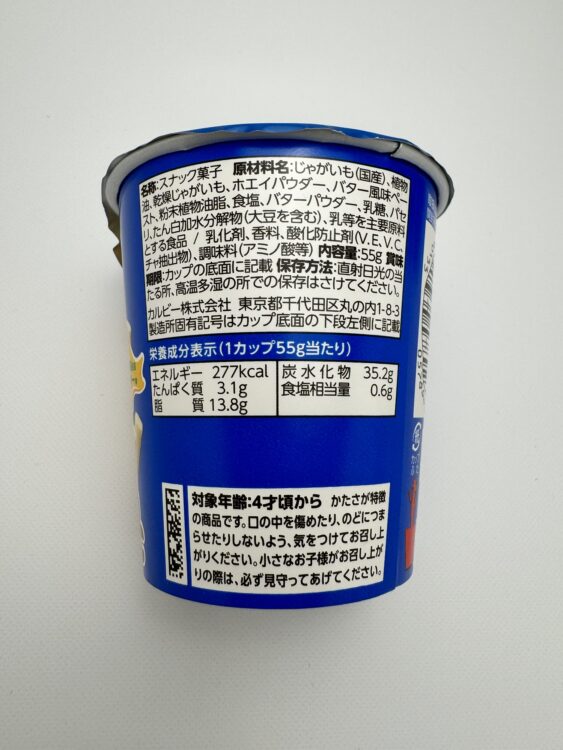 名称:スナック菓子 原材料名:じゃがいも(国産)、植物
油、乾燥じゃがいも、ホエイパウダー、バター風味ペー
スト、粉末植物油脂、食塩、バターパウダー、乳糖、パセ
リ、たん白加水分解物(大豆を含む)、乳等を主要原料
とする食品/乳化剤、香料、酸化防止剤(V.E、V.C、
チャ抽出物)、調味料(アミノ酸等) 内容量:55g 賞味
期限:カップの底面に記載 保存方法:直射日光の当
たる所、高温多湿の所での保存はさけてください。
カルビー株式会社 東京都千代田区丸の内1-8-3
製造所固有記号はカップ底面の下段左側に記載
栄養成分表示(1カップ55g当たり)
エネルギー 277kcal 炭水化物 35.2g
たんぱく質 3.1g 食塩相当量 0.6g
脂質 13.8g
対象年齢:4才頃から かたさが特徴
の商品です。口の中を傷めたり、のどにつま
らせたりしないよう、気をつけてお召し上
がりください。小さなお子様がお召し上が
りの際は、必ず見守ってあげてください。